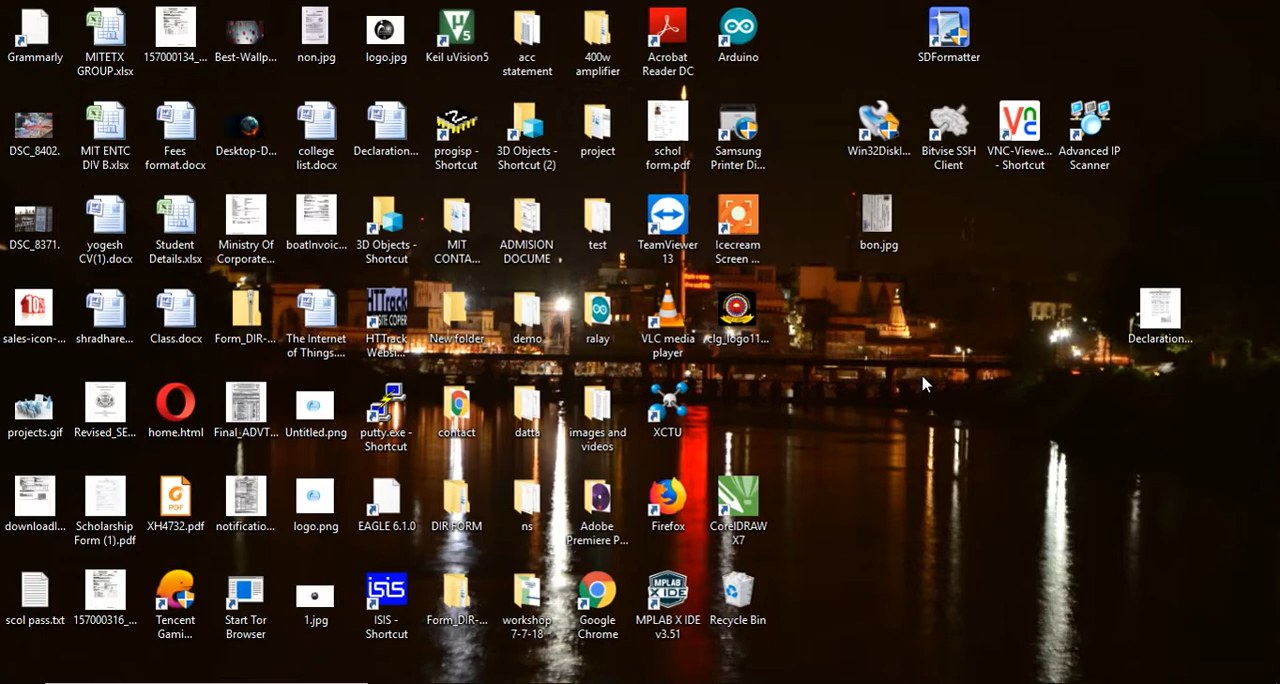 Grammarly
MITETX
GROUP.xlsx
157000134_...
Best-Wallp...
non.jpg
logo.jpg
Keil uVision5
acc
statement
400w
amplifier
Acrobat
Reader DC
Arduino
SDFormatter
DSC_8402.
MIT ENTC
DIV B.xlsx
Fees
format.docx
Desktop-D...
college
list.docx
Declaration...
progisp -
Shortcut
3D Objects -
Shortcut (2)
project
schol
form.pdf
Samsung
Printer Di...
Win32DiskI...
Bitvise SSH
Client
VNC-Viewe...
- Shortcut
Advanced IP
Scanner
DSC_8371.
yogesh
CV(1).docx
Student
Details.xlsx
Ministry Of
Corporate...
boatInvoic...
3D Objects -
Shortcut
MIT
CONTA...
ADMISION
DOCUME
test
TeamViewer
13
Icecream
Screen ...
bon.jpg
sales-icon-...
shradhare...
Class.docx
Form_DIR-...
The Internet
of Things....
HTTrack
Websi...
New folder
demo
ralay
VLC media
player
clg_logo11...
Declaration...
projects.gif
Revised_SE...
home.html
Final_ADVT...
Untitled.png
putty.exe -
Shortcut
contact
datta
images and
videos
XCTU
downloadl...
Scholarship
Form (1).pdf
XH4732.pdf
notificatio...
logo.png
EAGLE 6.1.0
DIR FORM
ns
Adobe
Premiere P...
Firefox
CorelDRAW
X7
scol pass.txt
157000316_...
Tencent
Gami...
Start Tor
Browser
1.jpg
ISIS -
Shortcut
Form_DIR-...
workshop
7-7-18
Google
Chrome
MPLAB X IDE
v3.51
Recycle Bin